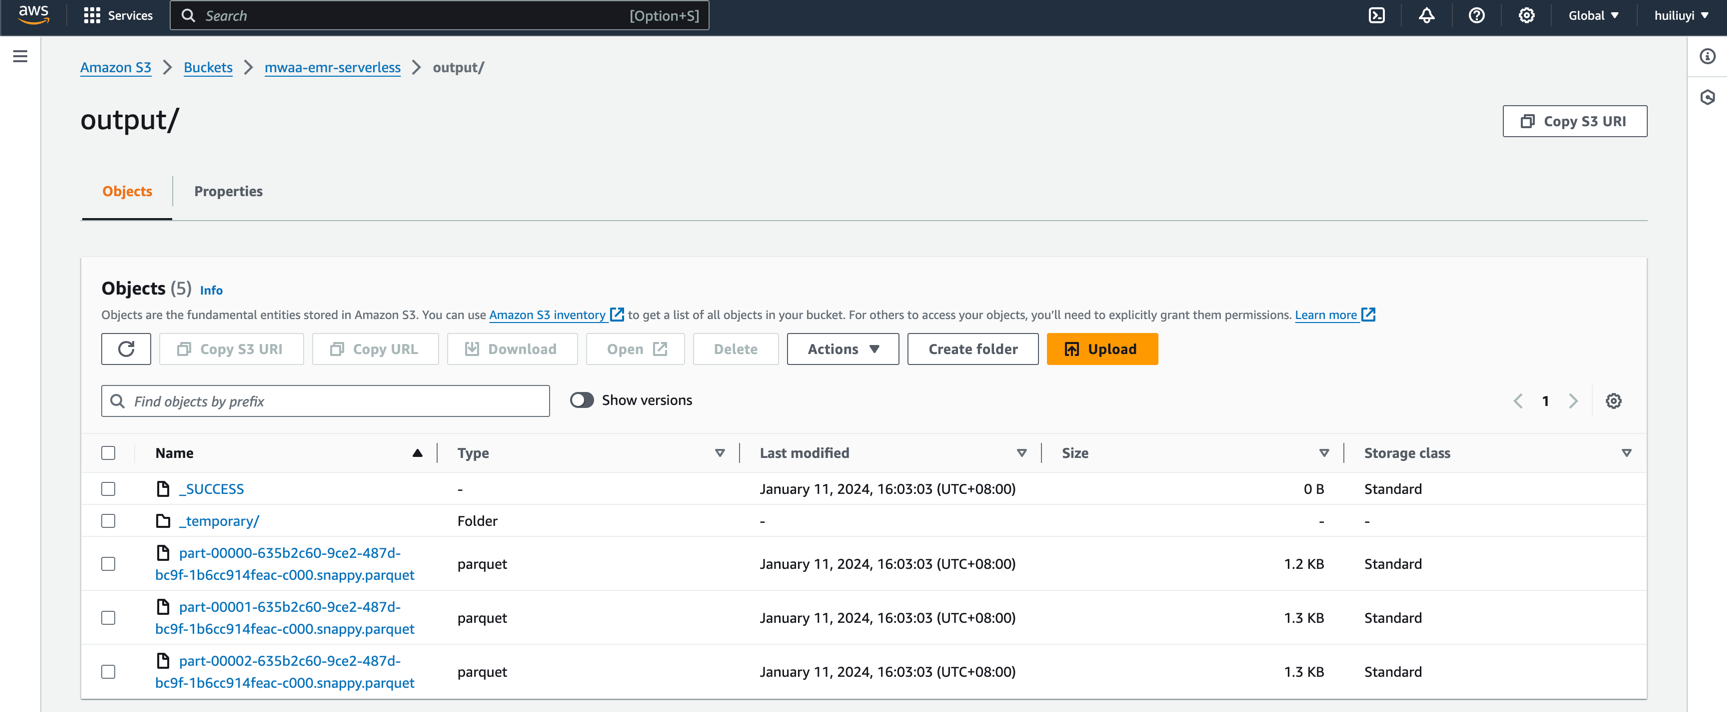 aws Services Search [Option+S] Global huiliuyi
Amazon S3 Buckets mwaa-emr-serverless output/
output/
Copy S3 URI
Objects Properties
Objects (5) Info
Objects are the fundamental entities stored in Amazon S3. You can use Amazon S3 inventory to get a list of all objects in your bucket. For others to access your objects, you'll need to explicitly grant them permissions. Learn more
Copy S3 URI Copy URL Download Open Delete Actions Create folder Upload
Find objects by prefix Show versions 1
Name Type Last modified Size Storage class
_SUCCESS - January 11, 2024, 16:03:03 (UTC+08:00) 0 B Standard
_temporary/ Folder - - -
part-00000-635b2c60-9ce2-487d-
bc9f-1b6cc914feac-c000.snappy.parquet parquet January 11, 2024, 16:03:03 (UTC+08:00) 1.2 KB Standard
part-00001-635b2c60-9ce2-487d-
bc9f-1b6cc914feac-c000.snappy.parquet parquet January 11, 2024, 16:03:03 (UTC+08:00) 1.3 KB Standard
part-00002-635b2c60-9ce2-487d-
bc9f-1b6cc914feac-c000.snappy.parquet parquet January 11, 2024, 16:03:03 (UTC+08:00) 1.3 KB Standard